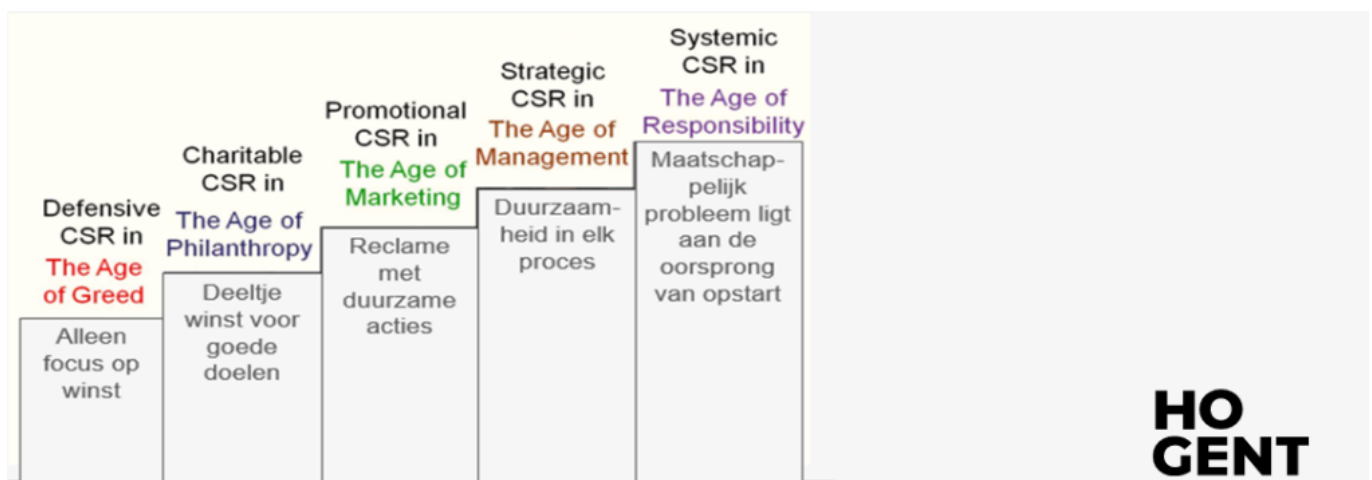 Defensive
CSR in
The Age
of Greed
Alleen
focus op
winst
Charitable
CSR in
The Age of
Philanthropy
Deeltje
winst voor
goede
doelen
Promotional
CSR in
The Age of
Marketing
Reclame
met
duurzame
acties
Strategic
CSR in
The Age of
Management
Duurzaam-
heid in elk
proces
Systemic
CSR in
The Age of
Responsibility
Maatschap-
pelijk
probleem ligt
aan de
oorsprong
van opstart
HO
GENT